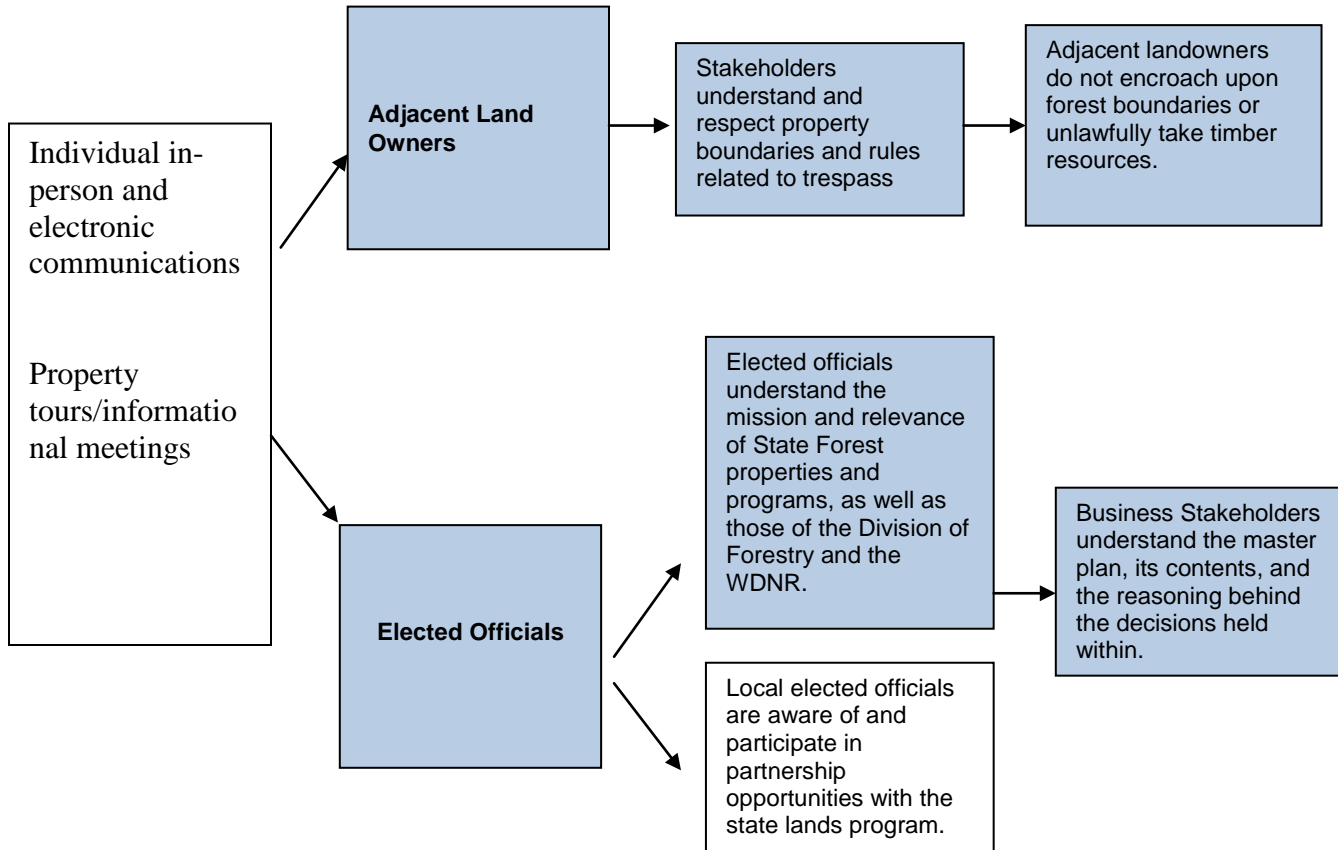 Individual in-
person and
electronic
communications
Property
tours/informatio
nal meetings
Adjacent Land
Owners
Stakeholders
understand and
respect property
boundaries and rules
related to trespass
Adjacent landowners
do not encroach upon
forest boundaries or
unlawfully take timber
resources.
Elected Officials
Elected officials
understand the
mission and relevance
of State Forest
properties and
programs, as well as
those of the Division of
Forestry and the
WDNR.
Business Stakeholders
understand the master
plan, its contents, and
the reasoning behind
the decisions held
within.
Local elected officials
are aware of and
participate in
partnership
opportunities with the
state lands program.